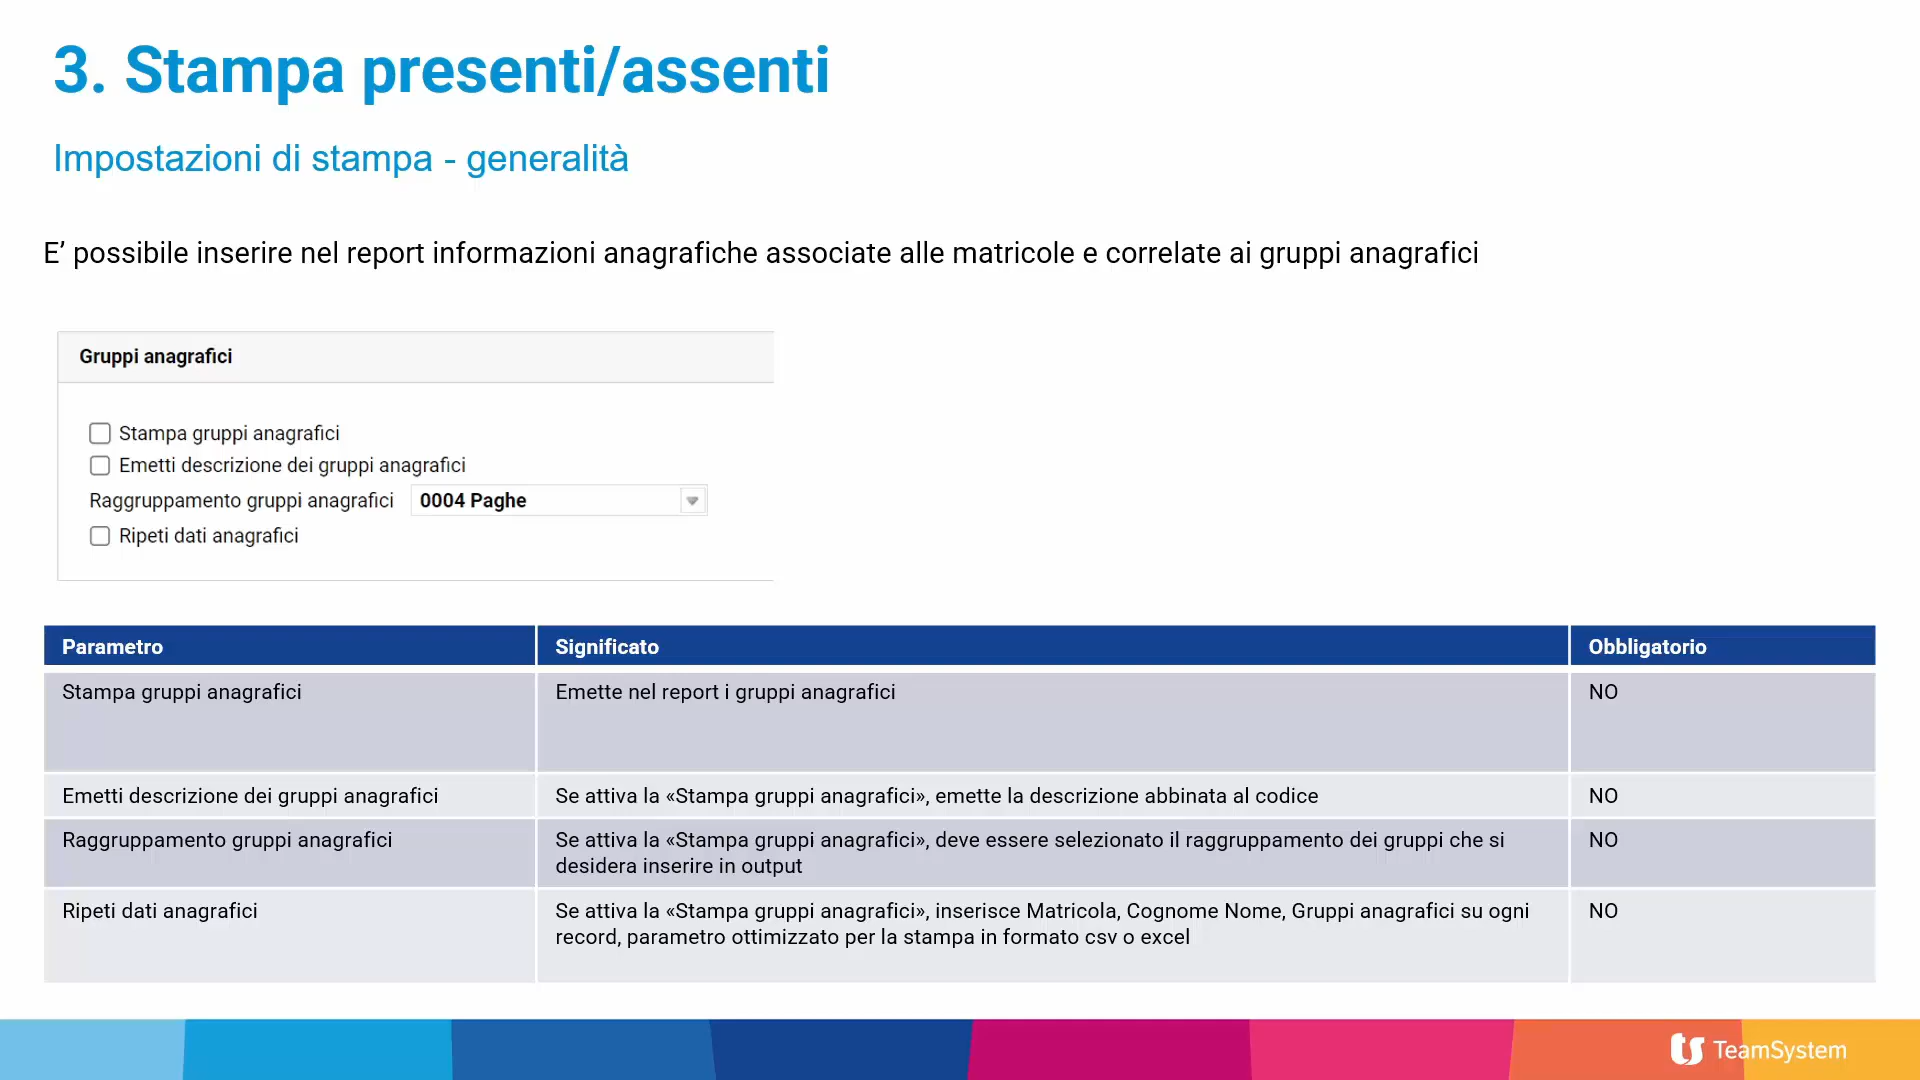 3. Stampa presenti/assenti
Impostazioni di stampa - generalità
E’ possibile inserire nel report informazioni anagrafiche associate alle matricole e correlate ai gruppi anagrafici
Gruppi anagrafici
Stampa gruppi anagrafici
Emetti descrizione dei gruppi anagrafici
Raggruppamento gruppi anagrafici 0004 Paghe
Ripeti dati anagrafici
Parametro Significato Obbligatorio
Stampa gruppi anagrafici Emette nel report i gruppi anagrafici NO
Emetti descrizione dei gruppi anagrafici Se attiva la «Stampa gruppi anagrafici», emette la descrizione abbinata al codice NO
Raggruppamento gruppi anagrafici Se attiva la «Stampa gruppi anagrafici», deve essere selezionato il raggruppamento dei gruppi che si NO
desidera inserire in output
Ripeti dati anagrafici Se attiva la «Stampa gruppi anagrafici», inserisce Matricola, Cognome Nome, Gruppi anagrafici su ogni NO
record, parametro ottimizzato per la stampa in formato csv o excel
TeamSystem